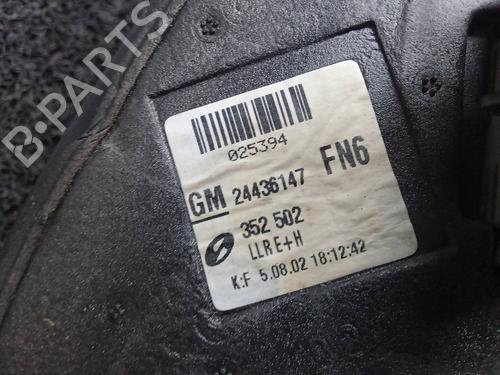 B-PARTS
025394
GM 24436147 FN6
352 502
LLR E+H
K:F 5.08.02 18:12:42